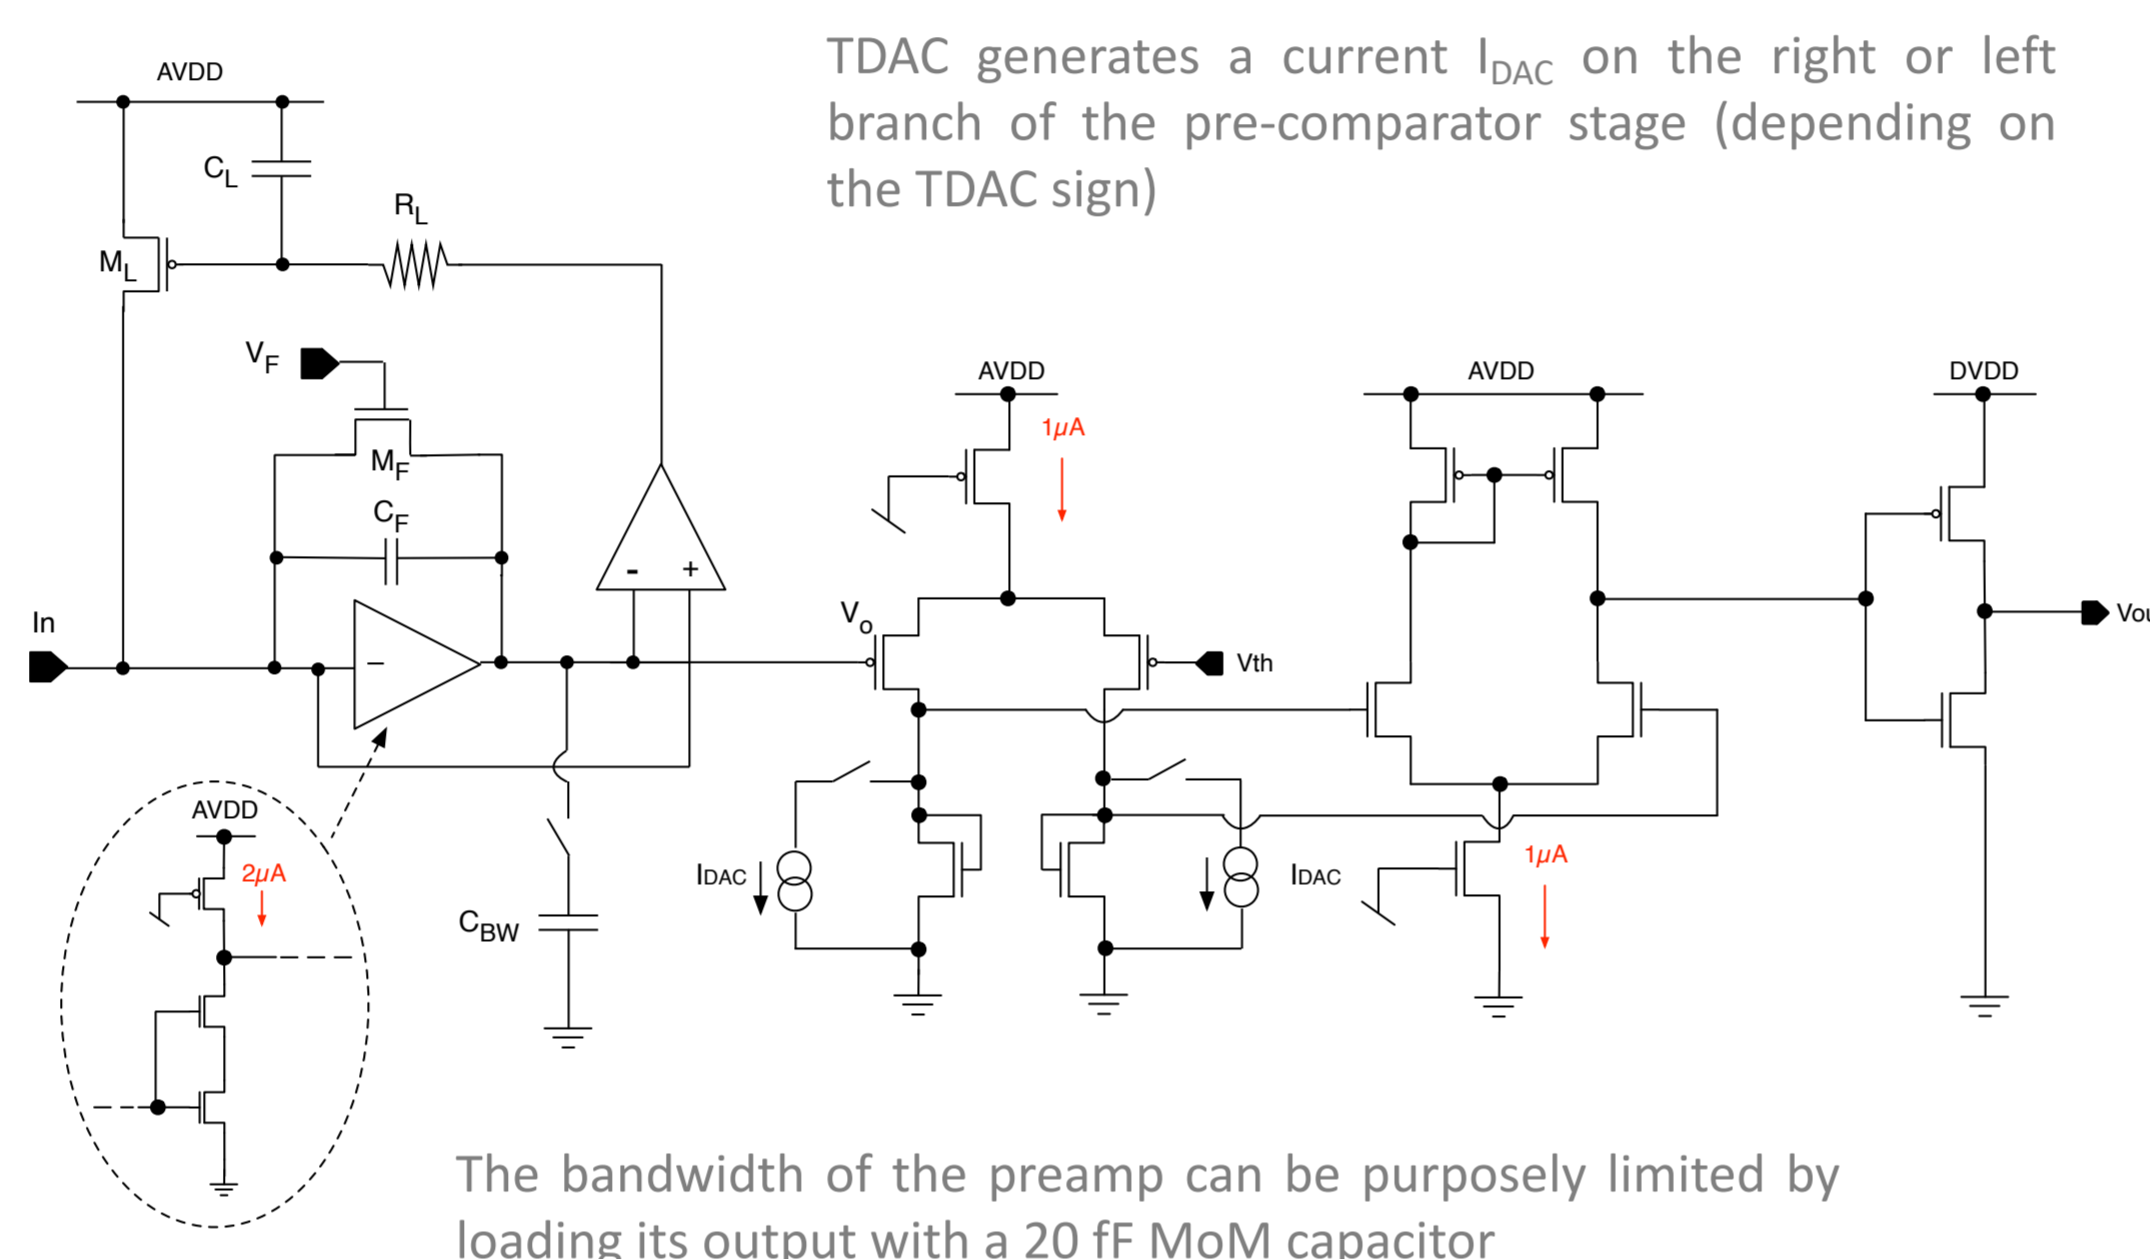 TDAC generates a current IDAC on the right or left
branch of the pre-comparator stage (depending on
the TDAC sign)
AVDD
CL
RL
ML
VF
MF
CF
In
−
- +
AVDD
1µA
Vo
Vth
AVDD
DVDD
Vou
AVDD
2µA
CBW
IDAC
IDAC
1µA
The bandwidth of the preamp can be purposely limited by
loading its output with a 20 fF MoM capacitor